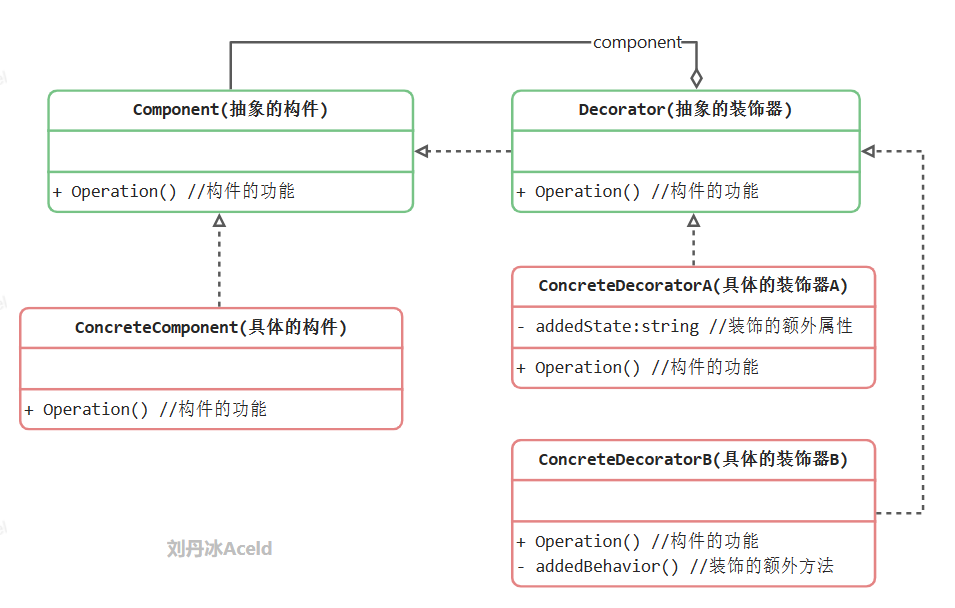 component
Component(抽象的构件)
+ Operation() //构件的功能
Decorator(抽象的装饰器)
+ Operation() //构件的功能
ConcreteComponent(具体的构件)
+ Operation() //构件的功能
ConcreteDecoratorA(具体的装饰器A)
- addedState:string //装饰的额外属性
+ Operation() //构件的功能
ConcreteDecoratorB(具体的装饰器B)
+ Operation() //构件的功能
- addedBehavior() //装饰的额外方法
刘丹冰Aceld